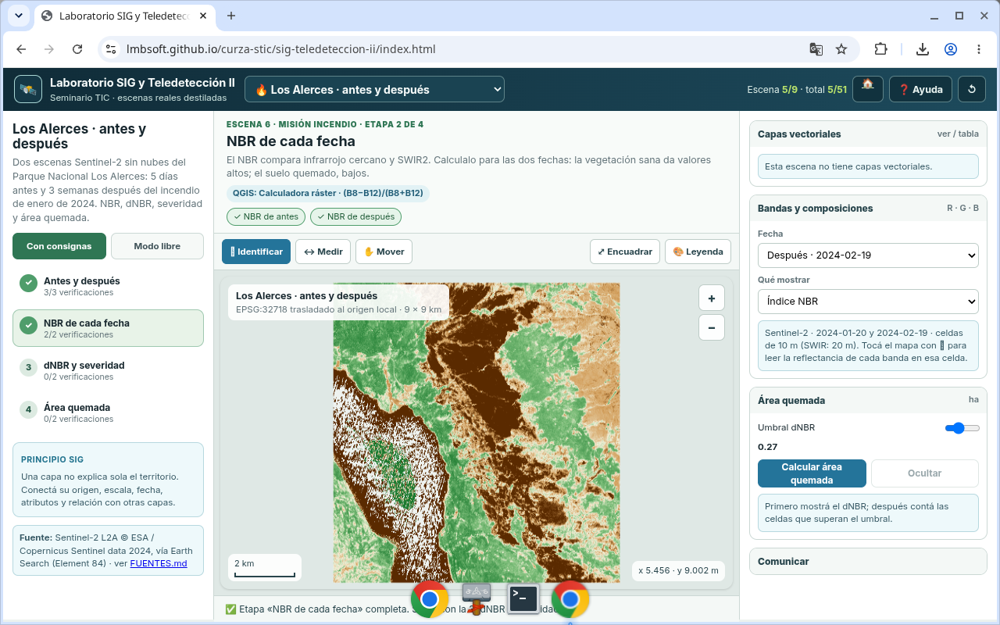 Laboratorio SIG y Teledetec
lmbsoft.github.io/curza-stic/sig-teledeteccion-ii/index.html
Laboratorio SIG y Teledetección II
Seminario TIC · escenas reales destiladas
🔥 Los Alerces · antes y después
Escena 5/9 · total 5/51
❓ Ayuda
↺
Los Alerces · antes y
después
Dos escenas Sentinel-2 sin nubes del
Parque Nacional Los Alerces: 5 días
antes y 3 semanas después del incendio
de enero de 2024. NBR, dNBR, severidad
y área quemada.
Con consignas
Modo libre
✓ Antes y después
3/3 verificaciones
✓ NBR de cada fecha
2/2 verificaciones
3 dNBR y severidad
0/2 verificaciones
4 Área quemada
0/2 verificaciones
PRINCIPIO SIG
Una capa no explica sola el territorio.
Conectá su origen, escala, fecha,
atributos y relación con otras capas.
Fuente: Sentinel-2 L2A © ESA /
Copernicus Sentinel data 2024, vía Earth
Search (Element 84) · ver FUENTES.md
ESCENA 6 · MISIÓN INCENDIO · ETAPA 2 DE 4
NBR de cada fecha
El NBR compara infrarrojo cercano y SWIR2. Calculalo para las dos fechas: la vegetación sana da valores
altos; el suelo quemado, bajos.
QGIS: Calculadora ráster · (B8−B12)/(B8+B12)
✓ NBR de antes
✓ NBR de después
Identificar
↔ Medir
✋ Mover
⤢ Encuadrar
🎨 Leyenda
Los Alerces · antes y después
EPSG:32718 trasladado al origen local · 9 × 9 km
+
−
2 km
x 5.456 · y 9.002 m
✅ Etapa «NBR de cada fecha» completa.
Capas vectoriales
ver / tabla
Esta escena no tiene capas vectoriales.
Bandas y composiciones
R · G · B
Fecha
Después · 2024-02-19
Qué mostrar
Índice NBR
Sentinel-2 · 2024-01-20 y 2024-02-19 · celdas
de 10 m (SWIR: 20 m). Tocá el mapa con para
leer la reflectancia de cada banda en esa celda.
Área quemada
ha
Umbral dNBR
0.27
Calcular área
quemada
Ocultar
Primero mostrá el dNBR; después contá las
celdas que superan el umbral.
Comunicar